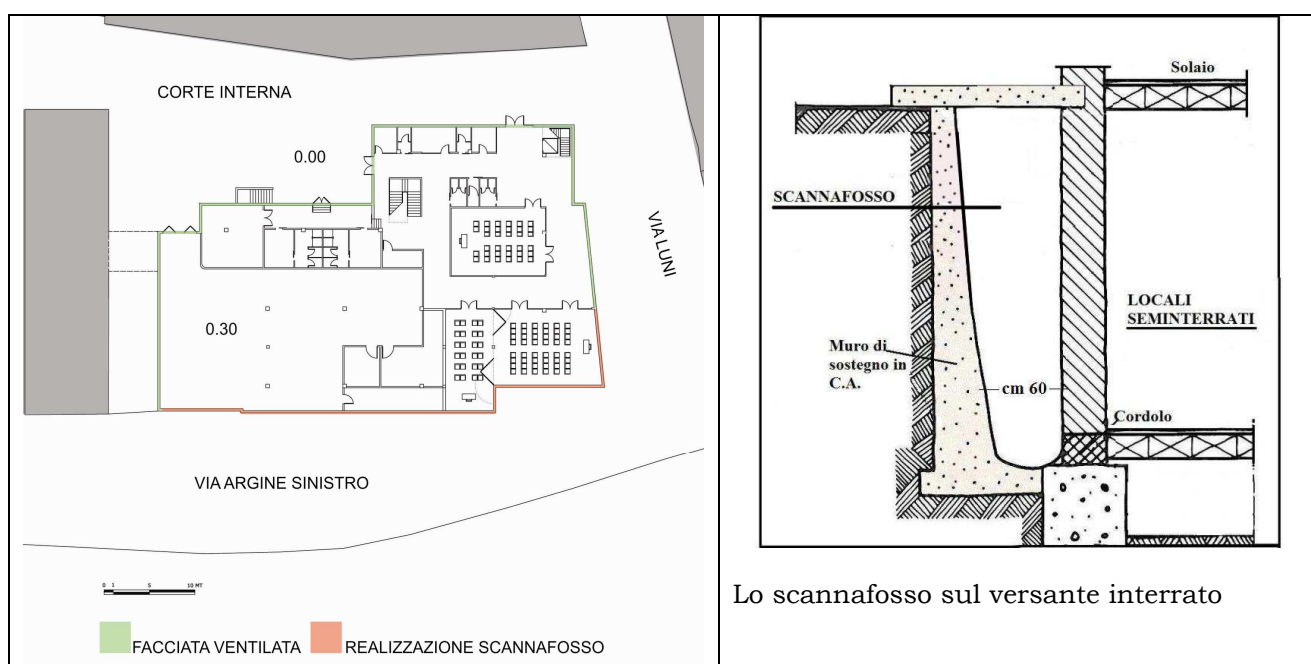 CORTE INTERNA
0.00
VIA LUNI
0.30
VIA ARGINE SINISTRO
0 1 5 10 MT
FACCIATA VENTILATA
REALIZZAZIONE SCANNAFOSSO
Solaio
SCANNAFOSSO
LOCALI
SEMINTERRATI
Muro di
sostegno in
C.A.
cm 60
Cordolo
Lo scannafosso sul versante interrato